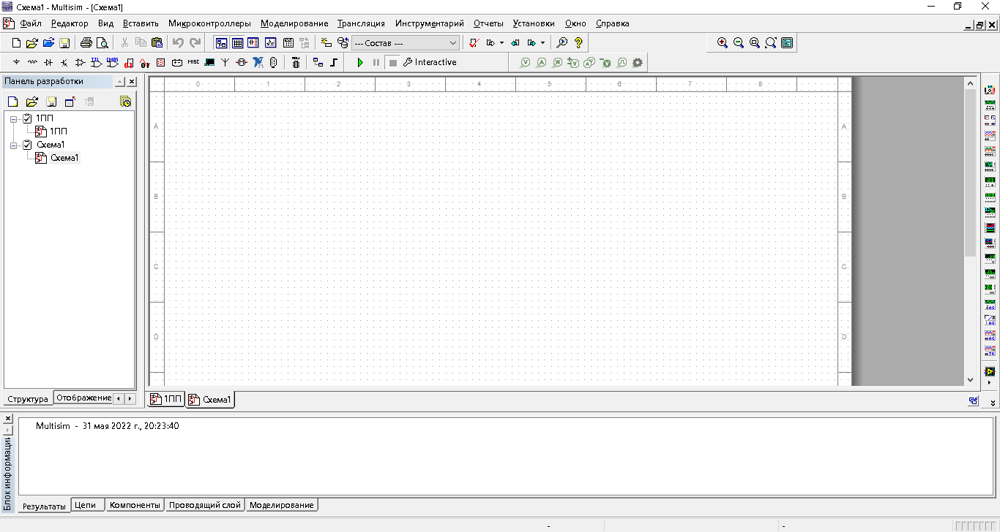 Схема1 - Multisim - [Схема1]
Файл Редактор Вид Вставить Микроконтроллеры Моделирование Трансляция Инструментарий Отчеты Установки Окно Справка
--- Состав ---
MISC Interactive
Панель разработки
1ПП
1ПП
Схема1
Схема1
0 1 2 3 4 5 6 7 8
A A
B B
C C
D D
Структура Отображение
1ПП Схема1
Multisim - 31 мая 2022 г., 20:23:40
Блок информации
Результаты Цепи Компоненты Проводящий слой Моделирование
- -